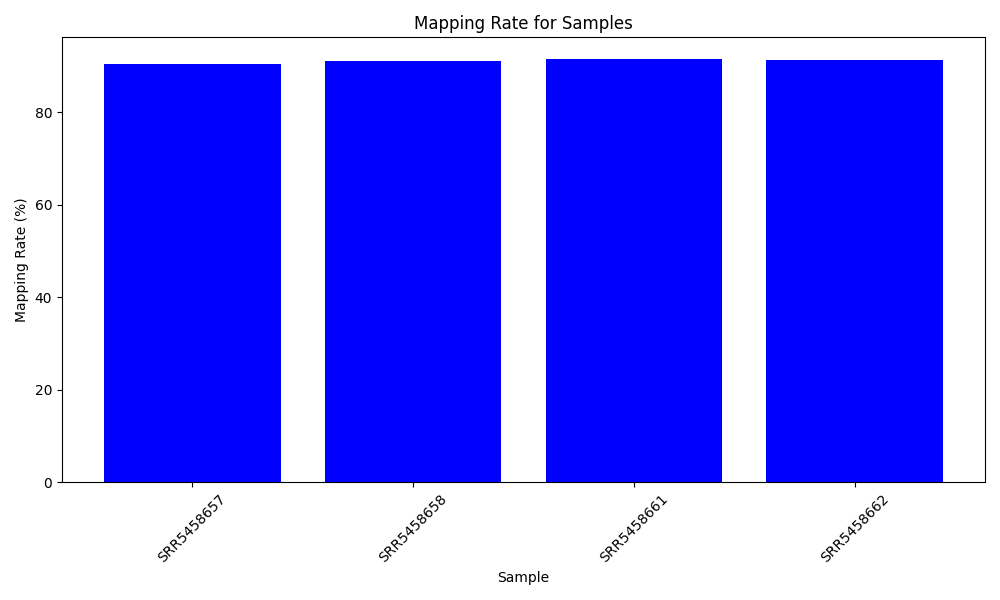 Mapping Rate for Samples
Mapping Rate (%)
80
60
40
20
0
SRR5458657
SRR5458658
SRR5458661
SRR5458662
Sample